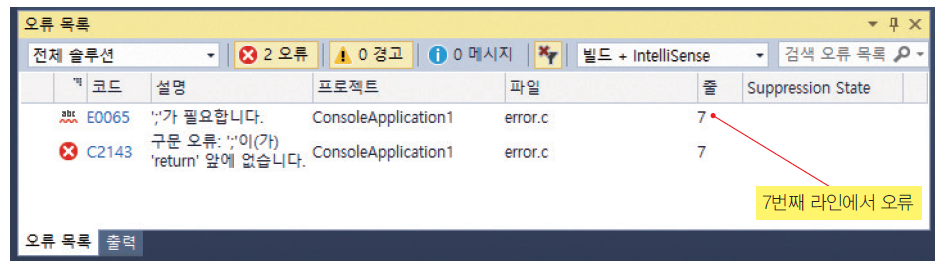 오류 목록
전체 솔루션 2 오류 0 경고 0 메시지 빌드 + IntelliSense 검색 오류 목록
코드 설명 프로젝트 파일 줄 Suppression State
abc E0065 ';'가 필요합니다. ConsoleApplication1 error.c 7
C2143 구문 오류: ';'이(가) 'return' 앞에 없습니다. ConsoleApplication1 error.c 7
7번째 라인에서 오류
오류 목록 출력